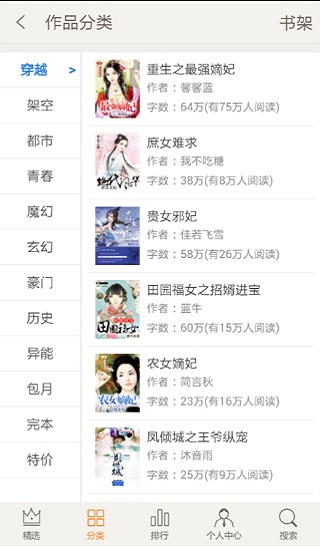 作品分类
书架
穿越 >
架空
都市
青春
魔幻
玄幻
豪门
历史
异能
包月
完本
特价
重生之最强嫡妃
作者：馨馨蓝
字数：64万(有75万人阅读)
庶女难求
作者：我不吃糖
字数：38万(有8万人阅读)
贵女邪妃
作者：佳若飞雪
字数：58万(有26万人阅读)
田园福女之招婿进宝
作者：蓝牛
字数：60万(有15万人阅读)
农女嫡妃
作者：简言秋
字数：23万(有16万人阅读)
凤倾城之王爷纵宠
作者：沐音雨
字数：25万(有9万人阅读)
精选
分类
排行
个人中心
搜索